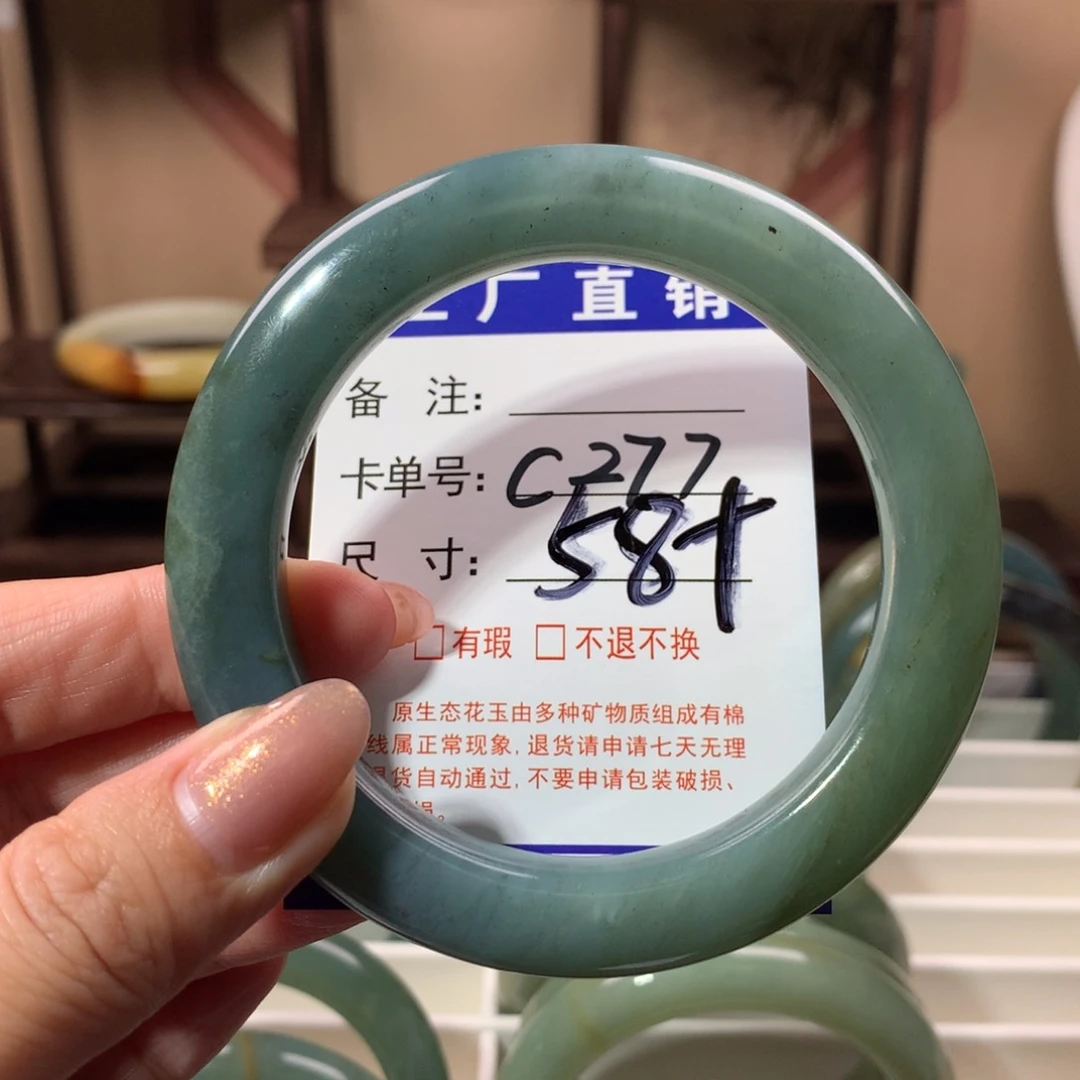 厂直销
备 注:
卡单号: C277
尺 寸: 58+
□有瑕 □不退不换
原生态花玉由多种矿物质组成有棉
线属正常现象,退货请申请七天无理
货自动通过,不要申请包装破损、
损。